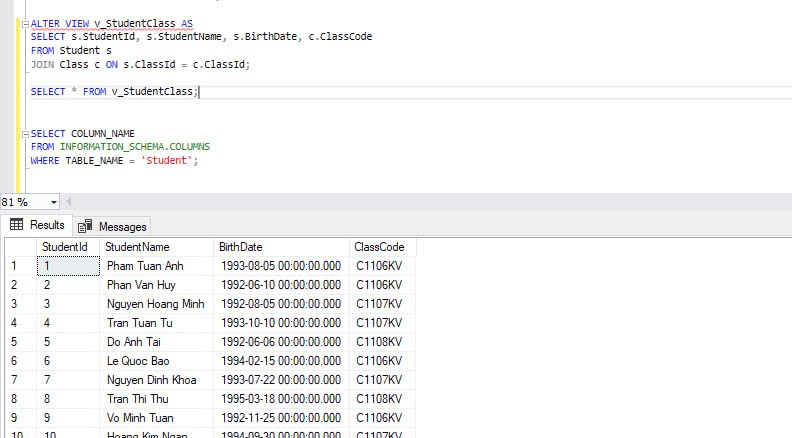 ALTER VIEW v_StudentClass AS
SELECT s.StudentId, s.StudentName, s.BirthDate, c.ClassCode
FROM Student s
JOIN Class c ON s.ClassId = c.ClassId;
SELECT * FROM v_StudentClass;
SELECT COLUMN_NAME
FROM INFORMATION_SCHEMA.COLUMNS
WHERE TABLE_NAME = 'Student';
81 %
Results Messages
StudentId StudentName BirthDate ClassCode
1 1 Pham Tuan Anh 1993-08-05 00:00:00.000 C1106KV
2 2 Phan Van Huy 1992-06-10 00:00:00.000 C1106KV
3 3 Nguyen Hoang Minh 1992-08-05 00:00:00.000 C1107KV
4 4 Tran Tuan Tu 1993-10-10 00:00:00.000 C1107KV
5 5 Do Anh Tai 1992-06-06 00:00:00.000 C1108KV
6 6 Le Quoc Bao 1994-02-15 00:00:00.000 C1106KV
7 7 Nguyen Dinh Khoa 1993-07-22 00:00:00.000 C1107KV
8 8 Tran Thi Thu 1995-03-18 00:00:00.000 C1108KV
9 9 Vo Minh Tuan 1992-11-25 00:00:00.000 C1106KV
10 10 Hoang Kim Ngan 1994-09-30 00:00:00.000 C1107KV